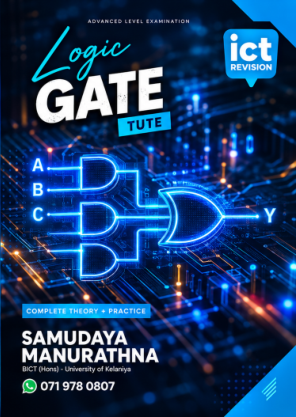 ADVANCED LEVEL EXAMINATION
Logic
GATE
TUTE
ict
REVISION
A
B
C
Y
COMPLETE THEORY + PRACTICE
SAMUDAYA
MANURATHNA
BICT (Hons) - University of Kelaniya
071 978 0807